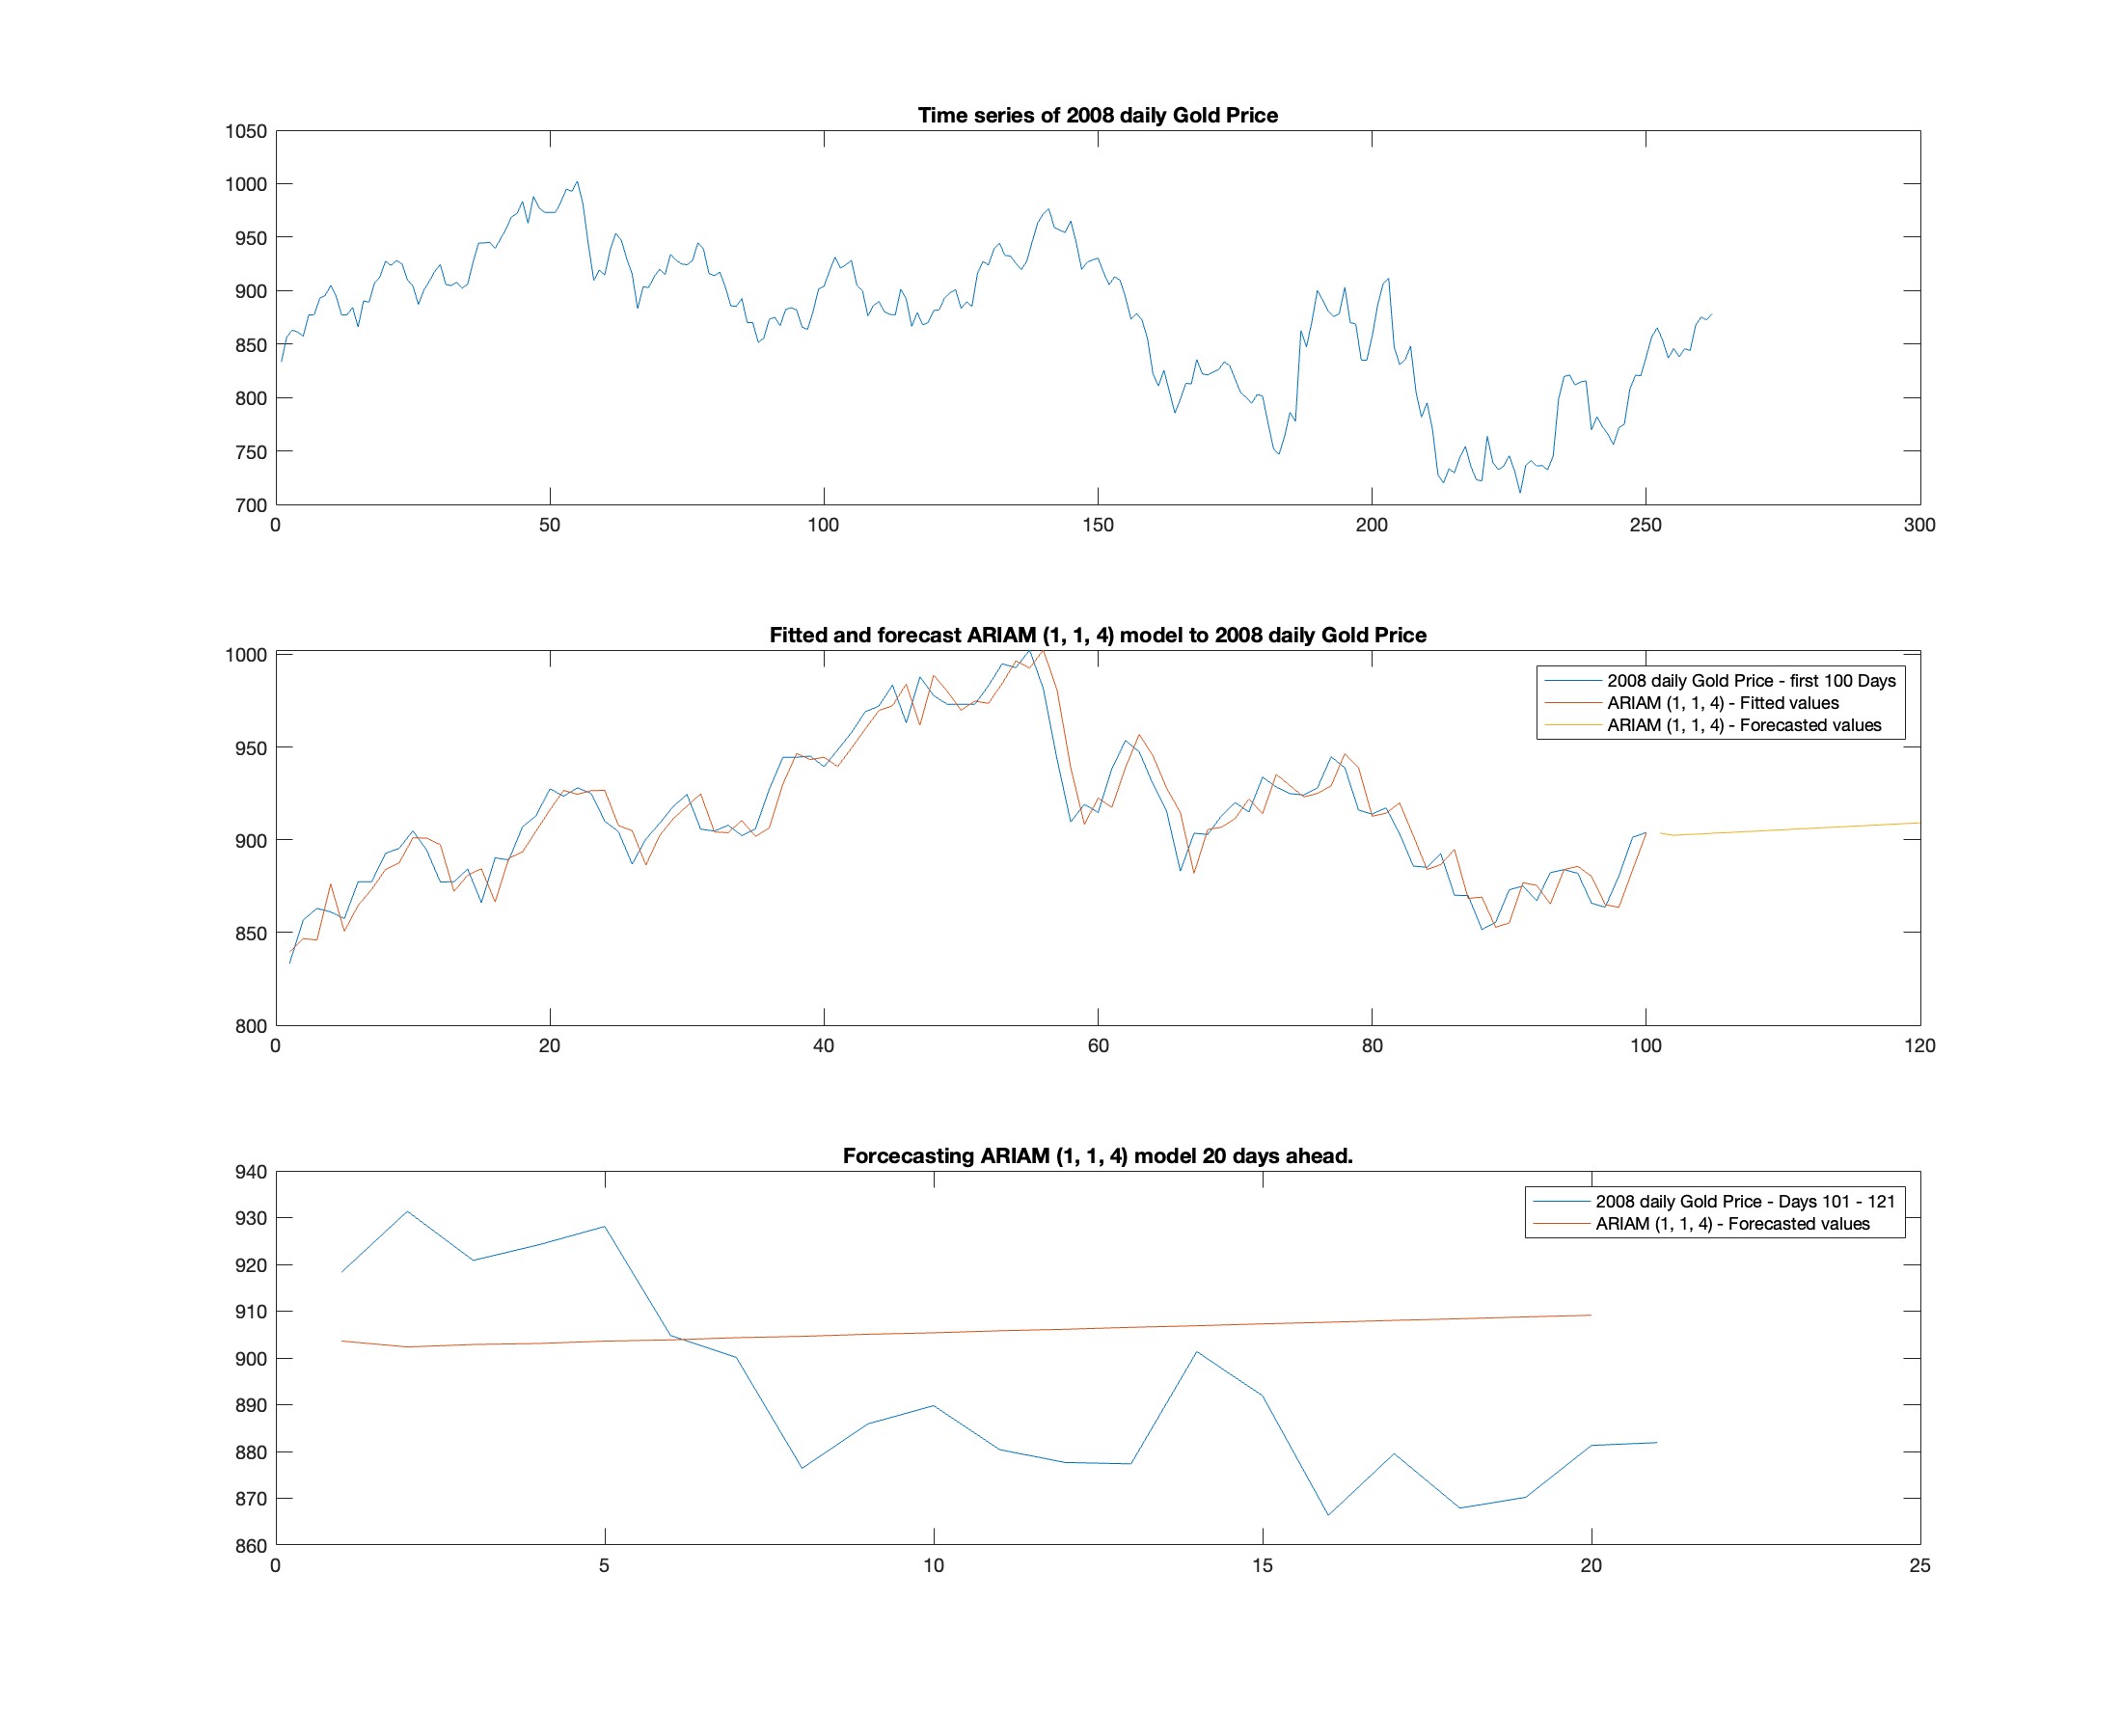 Time series of 2008 daily Gold Price
1050
1000
950
900
850
800
750
700
0 50 100 150 200 250 300
Fitted and forecast ARIAM (1, 1, 4) model to 2008 daily Gold Price
1000
950
900
850
800
2008 daily Gold Price - first 100 Days
ARIAM (1, 1, 4) - Fitted values
ARIAM (1, 1, 4) - Forecasted values
0 20 40 60 80 100 120
Forcecasting ARIAM (1, 1, 4) model 20 days ahead.
940
930
920
910
900
890
880
870
860
2008 daily Gold Price - Days 101 - 121
ARIAM (1, 1, 4) - Forecasted values
0 5 10 15 20 25